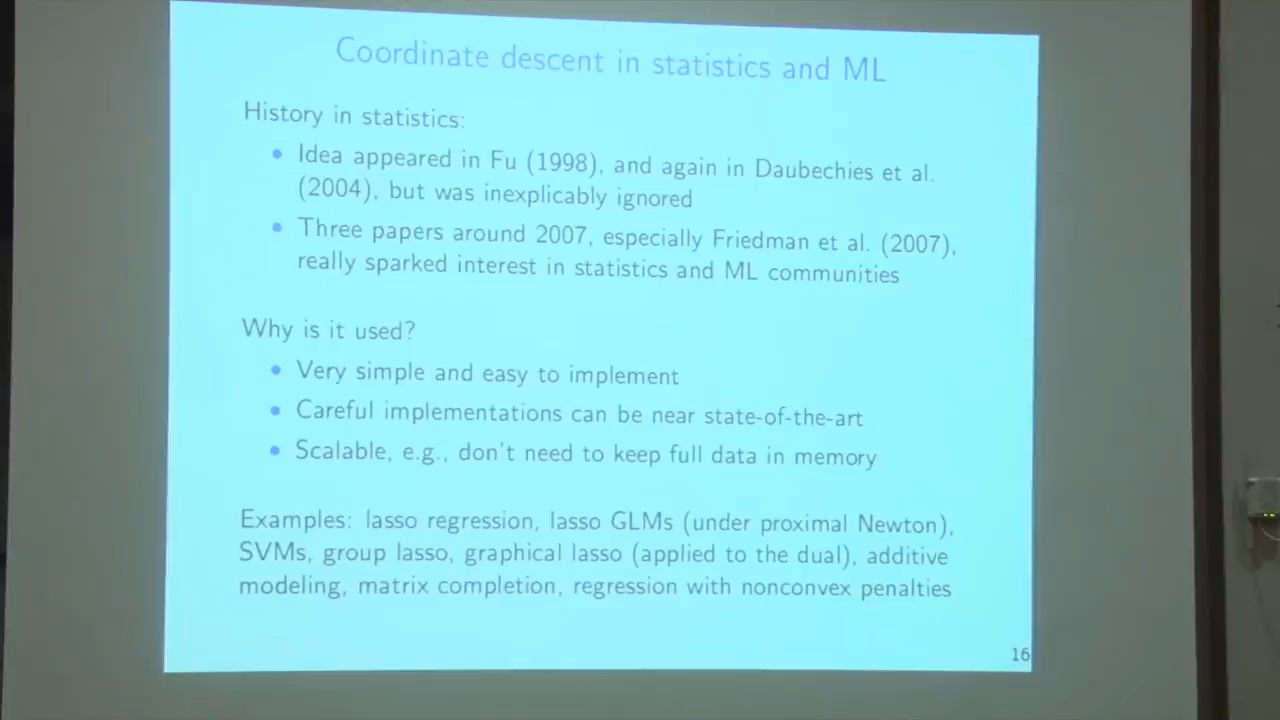 Coordinate descent in statistics and ML
History in statistics:
• Idea appeared in Fu (1998), and again in Daubechies et al.
(2004), but was inexplicably ignored
• Three papers around 2007, especially Friedman et al. (2007),
really sparked interest in statistics and ML communities
Why is it used?
• Very simple and easy to implement
• Careful implementations can be near state-of-the-art
• Scalable, e.g., don't need to keep full data in memory
Examples: lasso regression, lasso GLMs (under proximal Newton),
SVMs, group lasso, graphical lasso (applied to the dual), additive
modeling, matrix completion, regression with nonconvex penalties
16